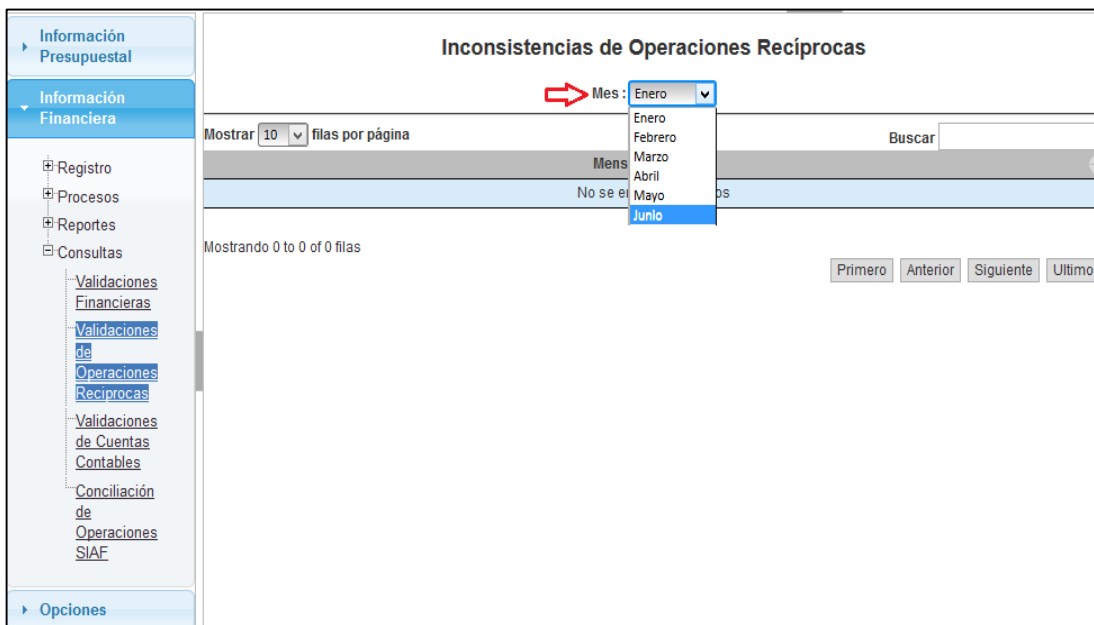 Información
Presupuestal
Información
Financiera
Registro
Procesos
Reportes
Consultas
Validaciones
Financieras
Validaciones
de
Operaciones
Reciprocas
Validaciones
de Cuentas
Contables
Conciliación
de
Operaciones
SIAF
Opciones
Inconsistencias de Operaciones Recíprocas
Mes : Enero
Enero
Febrero
Marzo
Abril
Mayo
Junio
Mostrar 10 filas por página
Buscar
Mens
No se
Mostrando 0 to 0 of 0 filas
Primero Anterior Siguiente Ultimo